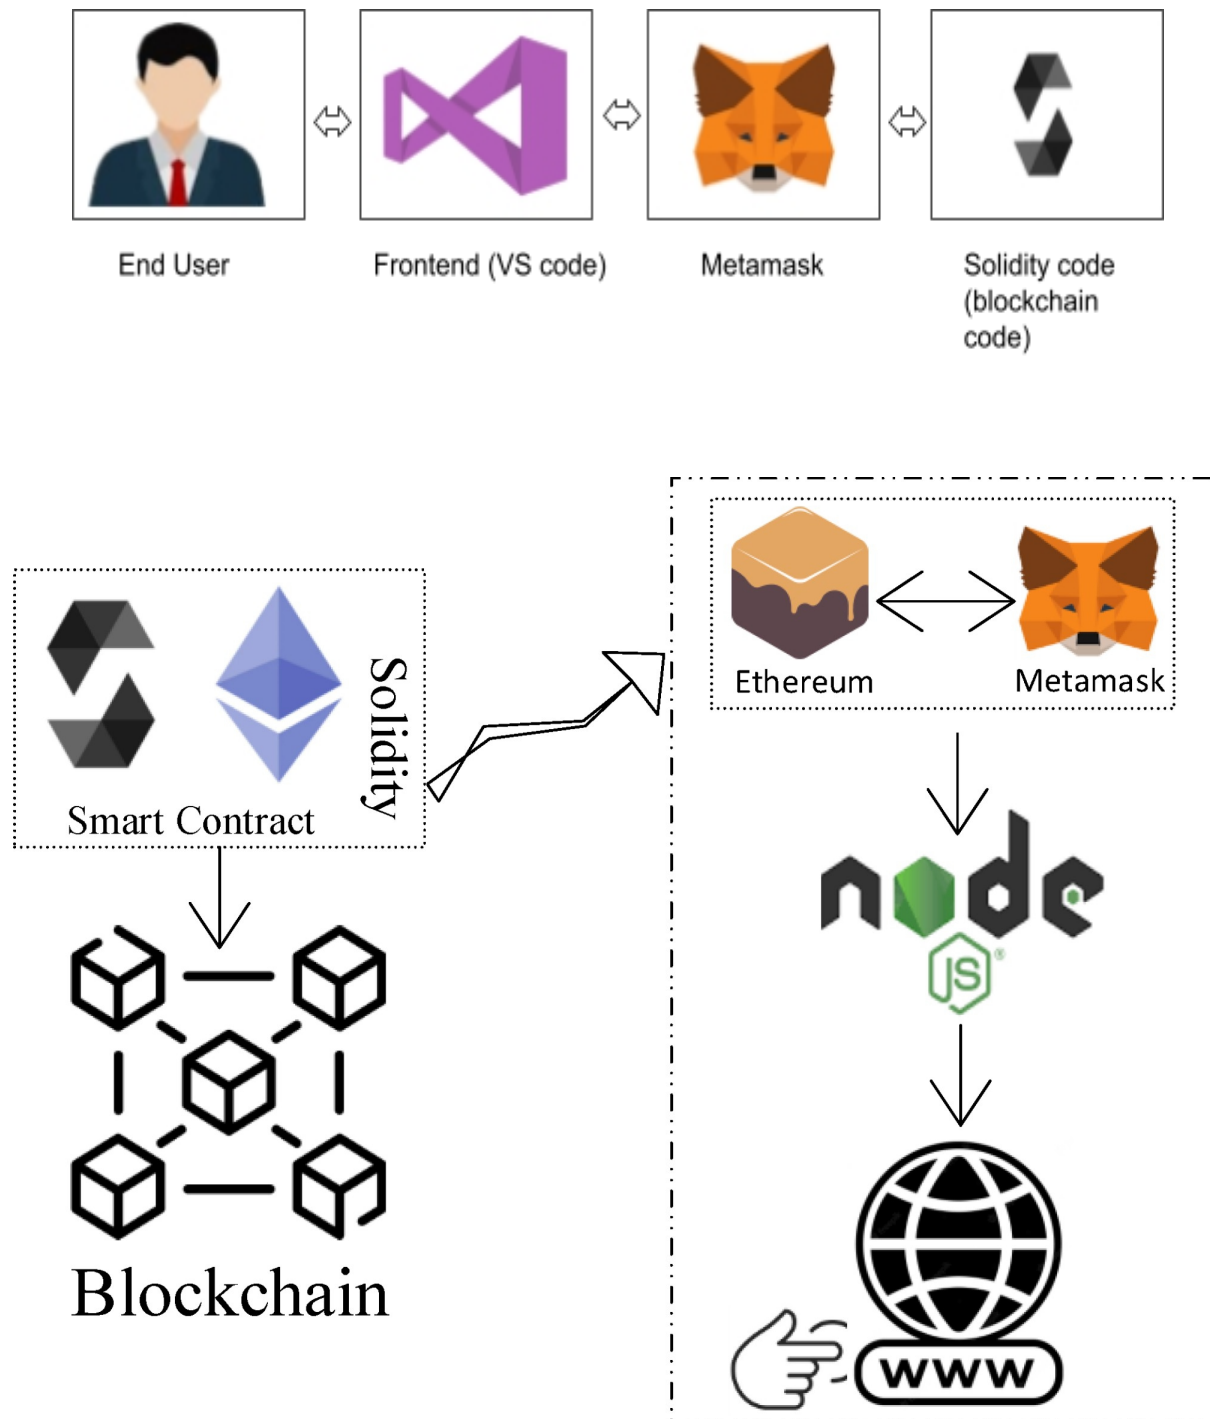 End User
Frontend (VS code)
Metamask
Solidity code
(blockchain
code)
Solidity
Smart Contract
Blockchain
Ethereum
Metamask
node
JS®
www